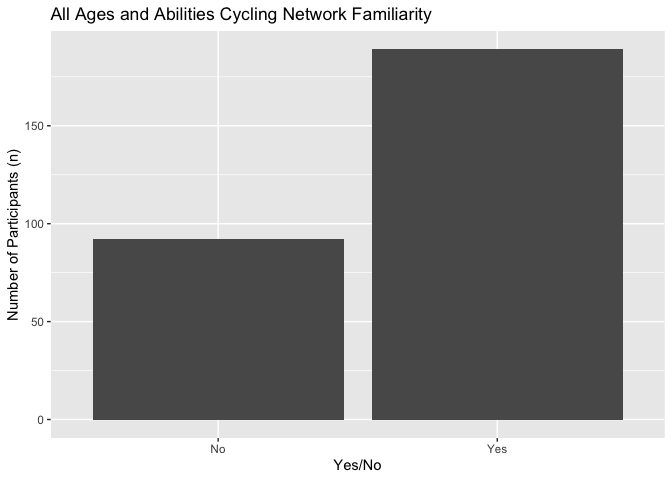 All Ages and Abilities Cycling Network Familiarity
Number of Participants (n)
150
100
50
0
No Yes
Yes/No